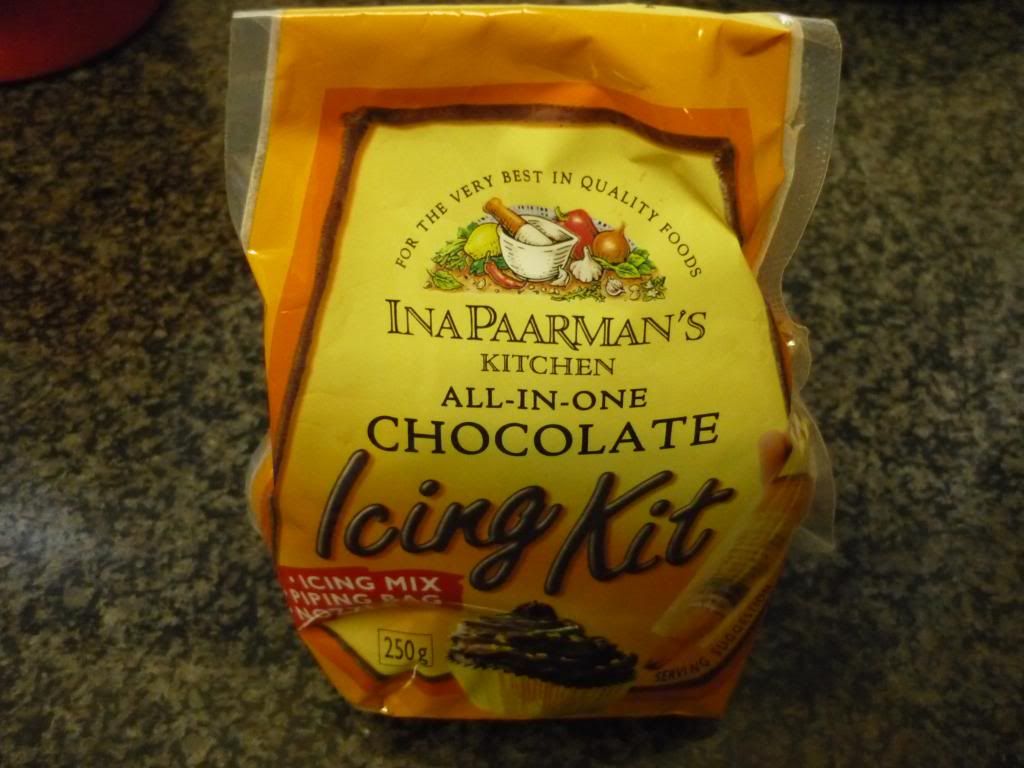 FOR THE VERY BEST IN QUALITY FOODS
INA PAARMAN'S
KITCHEN
ALL-IN-ONE
CHOCOLATE
Icing Kit
• ICING MIX
PIPING BAG
250g
SERVING SUGGESTION